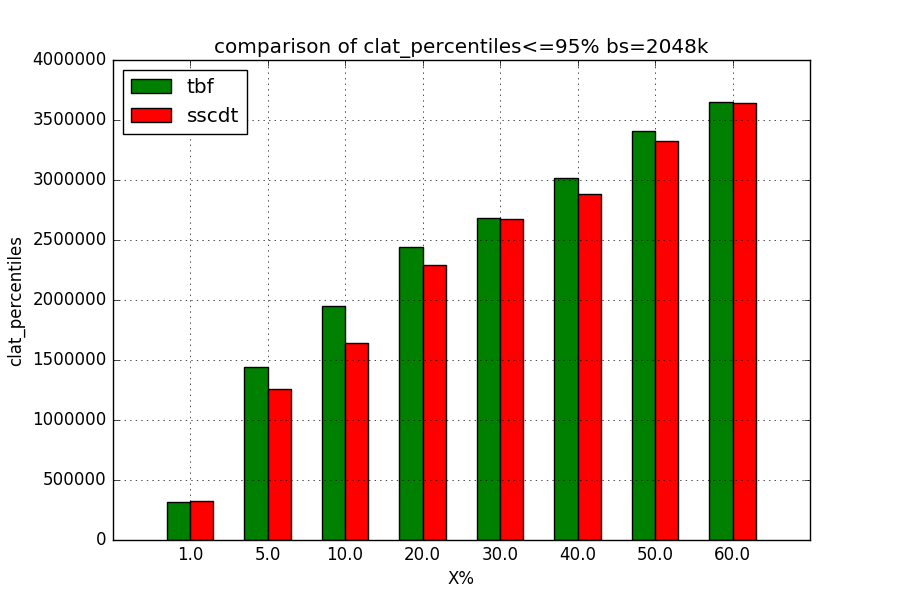 comparison of clat_percentiles<=95% bs=2048k
tbf
sscdt
4000000
3500000
3000000
2500000
2000000
1500000
1000000
500000
0
clat_percentiles
1.0 5.0 10.0 20.0 30.0 40.0 50.0 60.0
X%